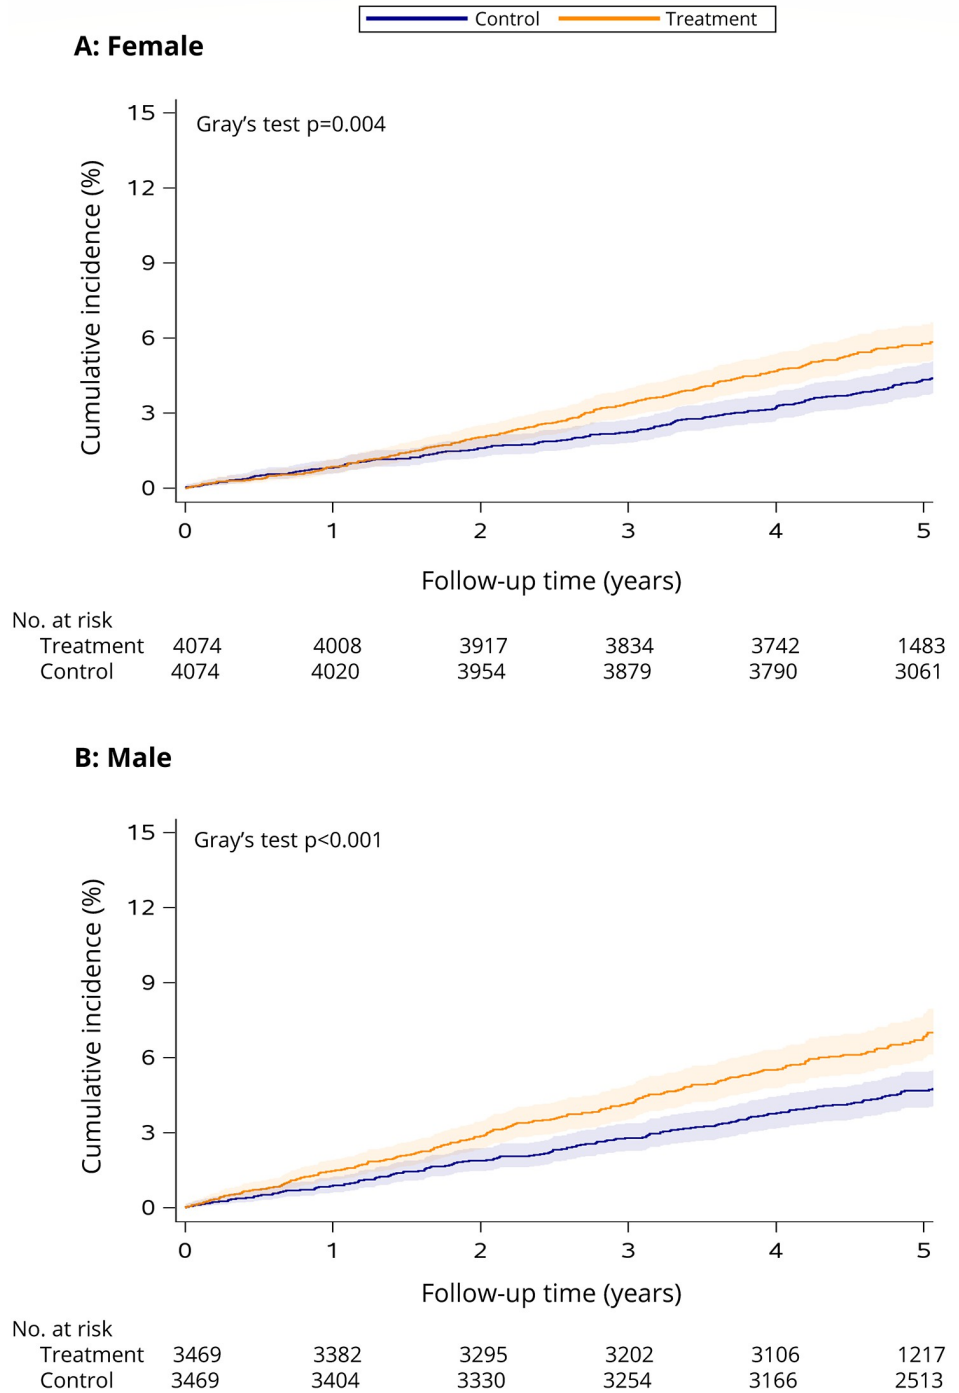 Control Treatment
A: Female
Gray's test p=0.004
Cumulative incidence (%)
15
12
9
6
3
0
0 1 2 3 4 5
Follow-up time (years)
No. at risk
Treatment 4074 4008 3917 3834 3742 1483
Control 4074 4020 3954 3879 3790 3061
B: Male
Gray's test p<0.001
Cumulative incidence (%)
15
12
9
6
3
0
0 1 2 3 4 5
Follow-up time (years)
No. at risk
Treatment 3469 3382 3295 3202 3106 1217
Control 3469 3404 3330 3254 3166 2513